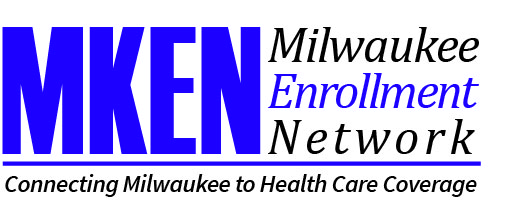 MKEN
Milwaukee
Enrollment
Network
Connecting Milwaukee to Health Care Coverage